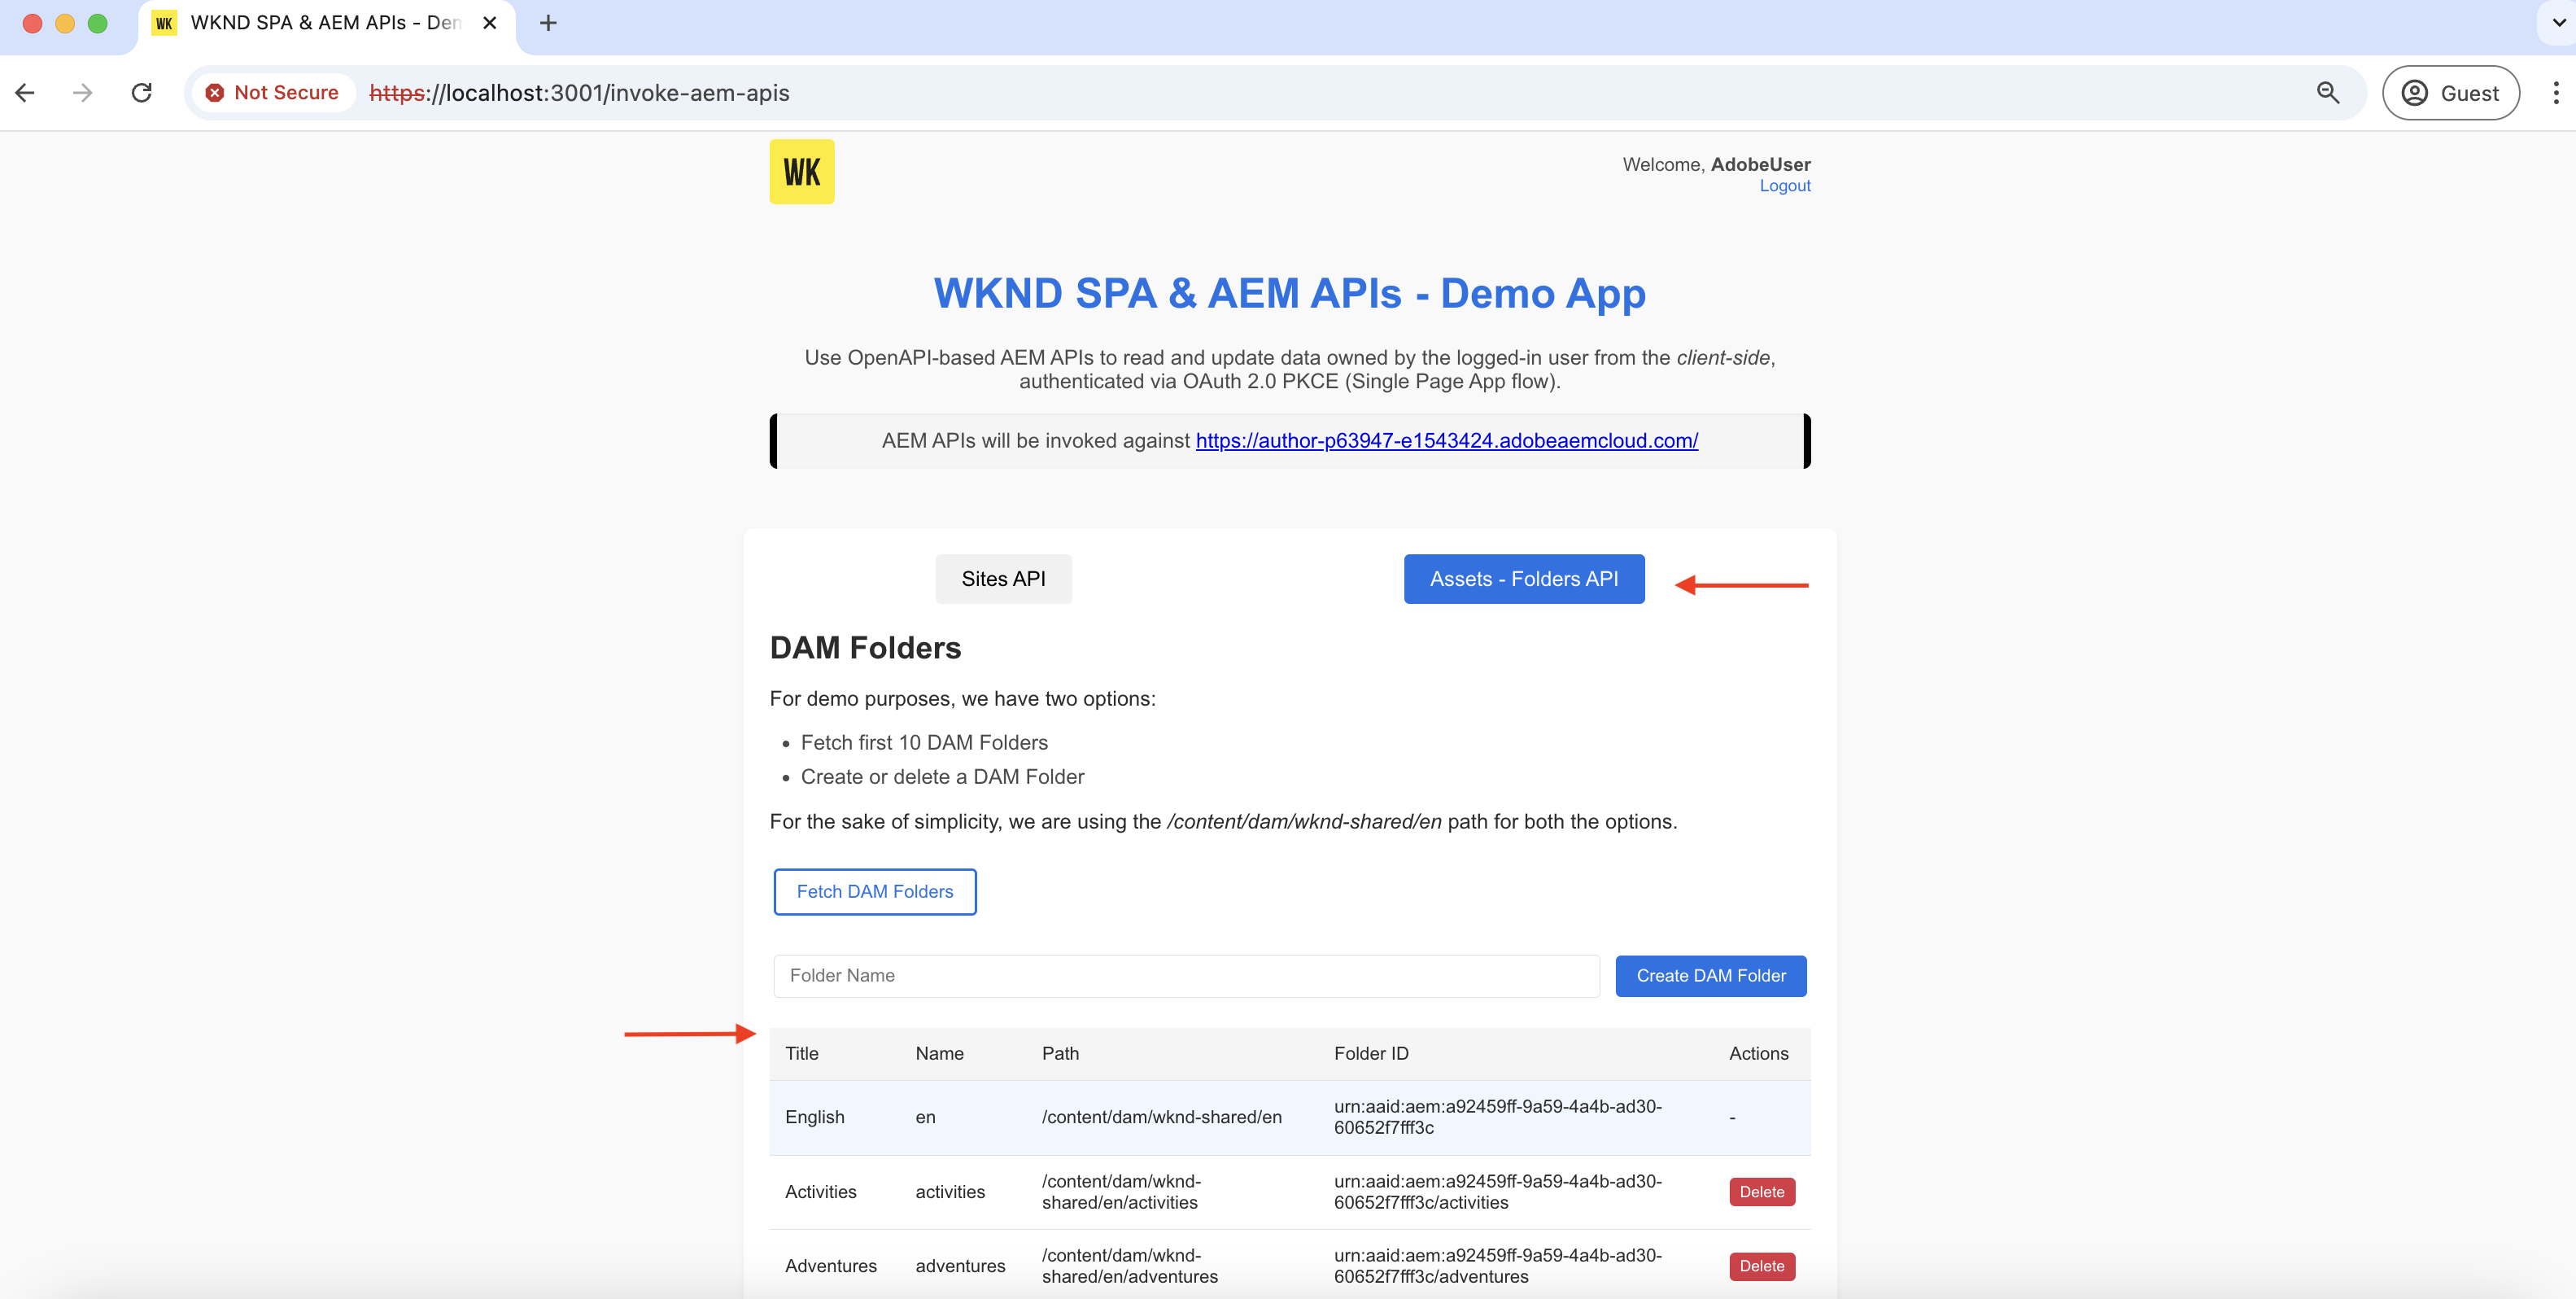 WK WKND SPA & AEM APIs - Den
Not Secure https://localhost:3001/invoke-aem-apis Guest
WK
Welcome, AdobeUser
Logout
WKND SPA & AEM APIs - Demo App
Use OpenAPI-based AEM APIs to read and update data owned by the logged-in user from the client-side,
authenticated via OAuth 2.0 PKCE (Single Page App flow).
AEM APIs will be invoked against https://author-p63947-e1543424.adobeaemcloud.com/
Sites API Assets - Folders API
DAM Folders
For demo purposes, we have two options:
• Fetch first 10 DAM Folders
• Create or delete a DAM Folder
For the sake of simplicity, we are using the /content/dam/wknd-shared/en path for both the options.
Fetch DAM Folders
Folder Name Create DAM Folder
Title Name Path Folder ID Actions
English en /content/dam/wknd-shared/en urn:aaid:aem:a92459ff-9a59-4a4b-ad30-
60652f7fff3c -
Activities activities /content/dam/wknd-
shared/en/activities urn:aaid:aem:a92459ff-9a59-4a4b-ad30-
60652f7fff3c/activities Delete
Adventures adventures /content/dam/wknd-
shared/en/adventures urn:aaid:aem:a92459ff-9a59-4a4b-ad30-
60652f7fff3c/adventures Delete